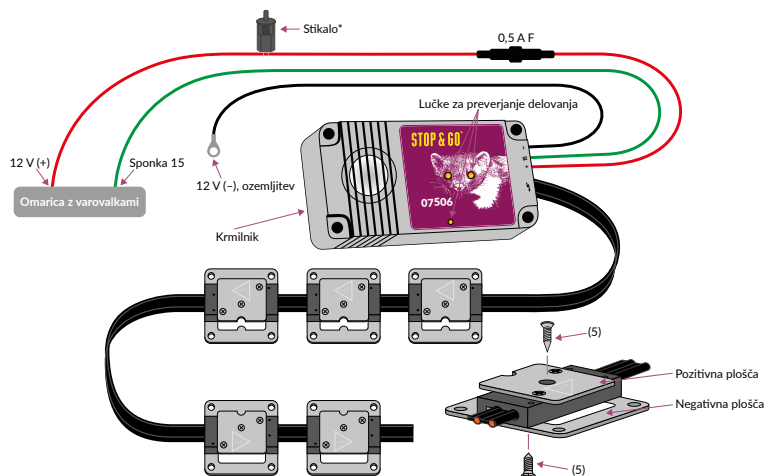 Stikalo*
0,5 A F
Lučke za preverjanje delovanja
STOP & GO®
12 V (+)
Sponka 15
12 V (–), ozemljitev
07506
Omarica z varovalkami
Krmilnik
(5)
Pozitivna plošča
Negativna plošča
(5)